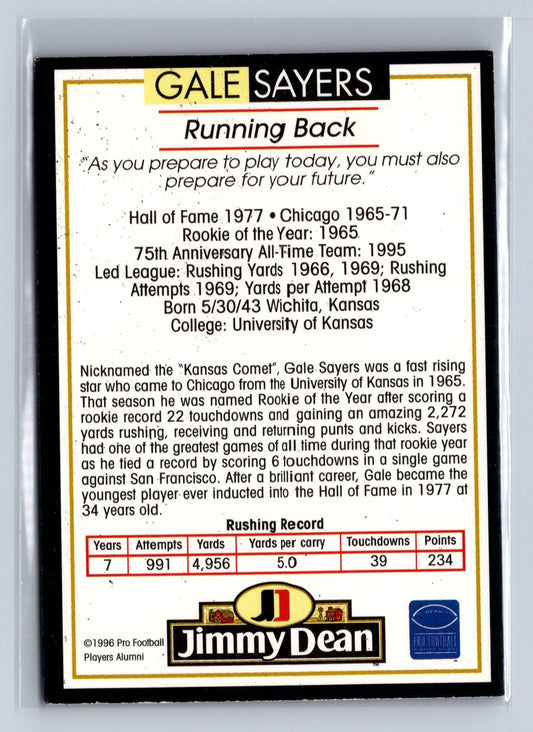 GALE SAYERS
Running Back
"As you prepare to play today, you must also
prepare for your future."
Hall of Fame 1977 • Chicago 1965-71
Rookie of the Year: 1965
75th Anniversary All-Time Team: 1995
Led League: Rushing Yards 1966, 1969; Rushing
Attempts 1969; Yards per Attempt 1968
Born 5/30/43 Wichita, Kansas
College: University of Kansas
Nicknamed the "Kansas Comet", Gale Sayers was a fast rising
star who came to Chicago from the University of Kansas in 1965.
That season he was named Rookie of the Year after scoring a
rookie record 22 touchdowns and gaining an amazing 2,272
yards rushing, receiving and returning punts and kicks. Sayers
had one of the greatest games of all time during that rookie year
as he tied a record by scoring 6 touchdowns in a single game
against San Francisco. After a brilliant career, Gale became the
youngest player ever inducted into the Hall of Fame in 1977 at
34 years old.
Rushing Record
Years Attempts Yards Yards per carry Touchdowns Points
7 991 4,956 5.0 39 234
JD
Jimmy Dean
™
©1996 Pro Football
Players Alumni
PRO FOOTBALL
PLAYERS ALUMNI